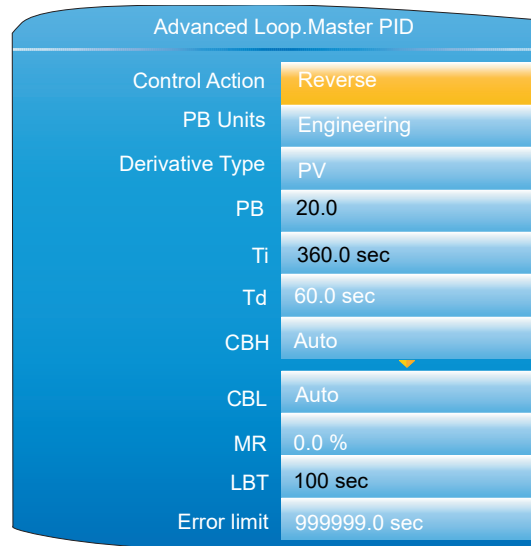 Advanced Loop.Master PID
Control Action Reverse
PB Units Engineering
Derivative Type PV
PB 20.0
Ti 360.0 sec
Td 60.0 sec
CBH Auto
CBL Auto
MR 0.0 %
LBT 100 sec
Error limit 999999.0 sec